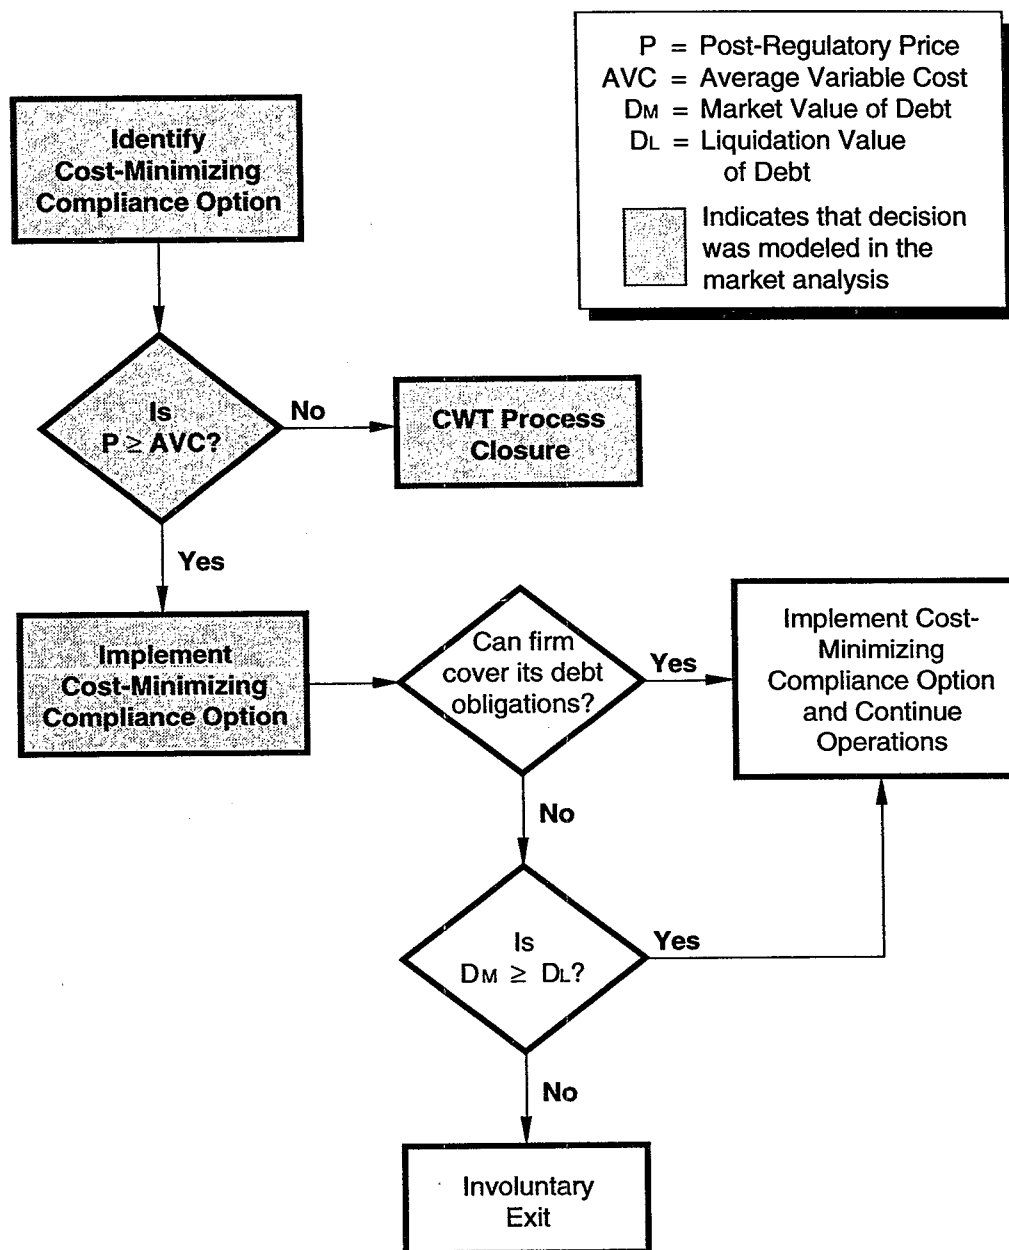 P = Post-Regulatory Price
AVC = Average Variable Cost
DM = Market Value of Debt
DL = Liquidation Value
of Debt
Indicates that decision
was modeled in the
market analysis
Identify
Cost-Minimizing
Compliance Option
Is
P ≥ AVC?
No
CWT Process
Closure
Yes
Implement
Cost-Minimizing
Compliance Option
Can firm
cover its debt
obligations?
Yes
Implement Cost-
Minimizing
Compliance Option
and Continue
Operations
No
Is
DM ≥ DL?
Yes
No
Involuntary
Exit